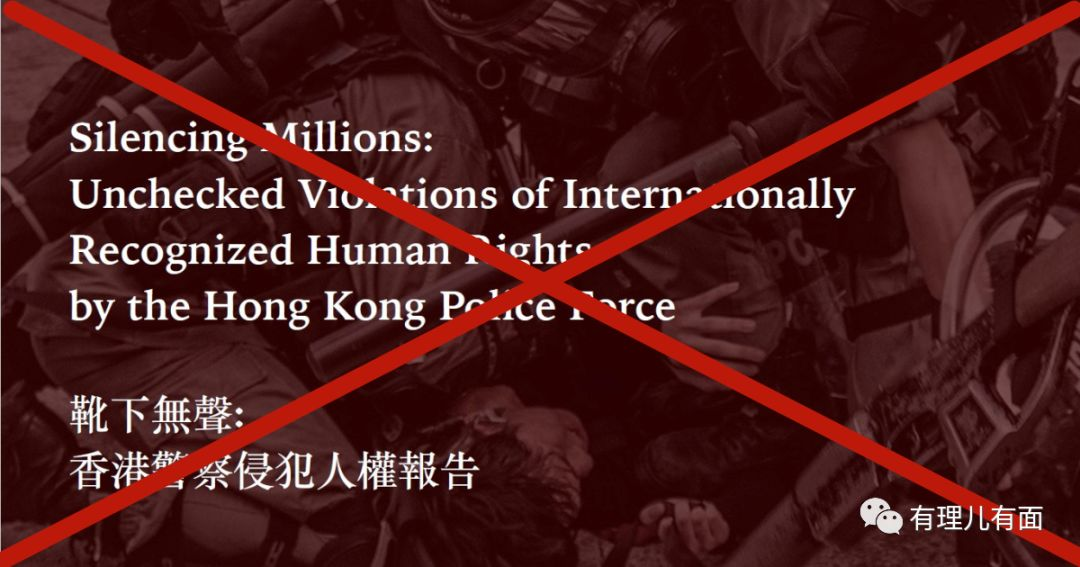 Silencing Millions:
Unchecked Violations of Internationally
Recognized Human Rights
by the Hong Kong Police Force
靴下無聲:
香港警察侵犯人權報告
有理儿有面